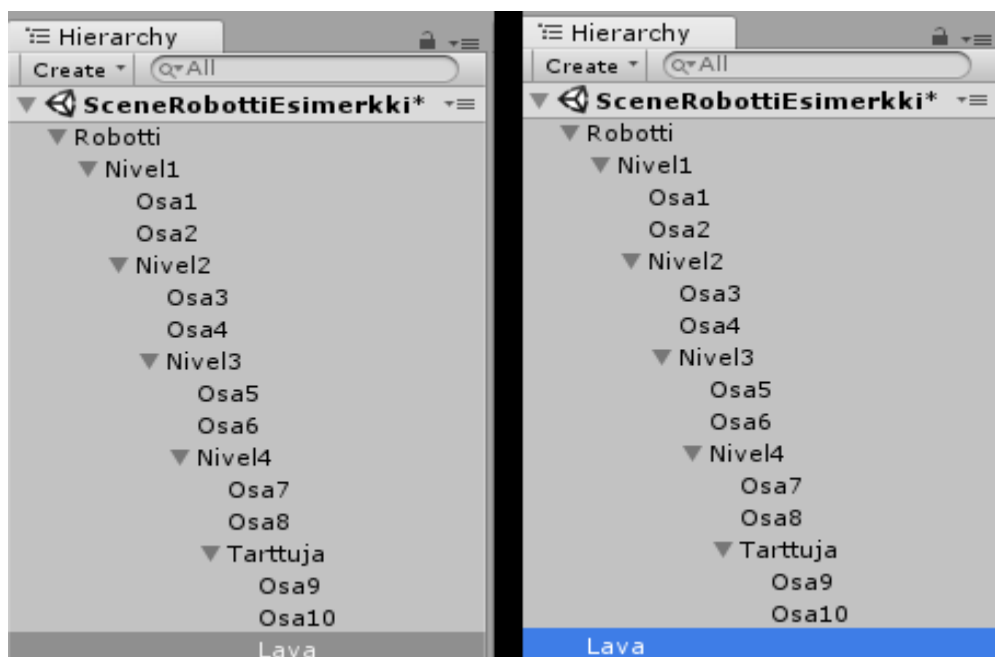 Hierarchy
Create All
SceneRobottiEsimerkki*
Robotti
Nivel1
Osa1
Osa2
Nivel2
Osa3
Osa4
Nivel3
Osa5
Osa6
Nivel4
Osa7
Osa8
Tarttuja
Osa9
Osa10
Lava
Hierarchy
Create All
SceneRobottiEsimerkki*
Robotti
Nivel1
Osa1
Osa2
Nivel2
Osa3
Osa4
Nivel3
Osa5
Osa6
Nivel4
Osa7
Osa8
Tarttuja
Osa9
Osa10
Lava